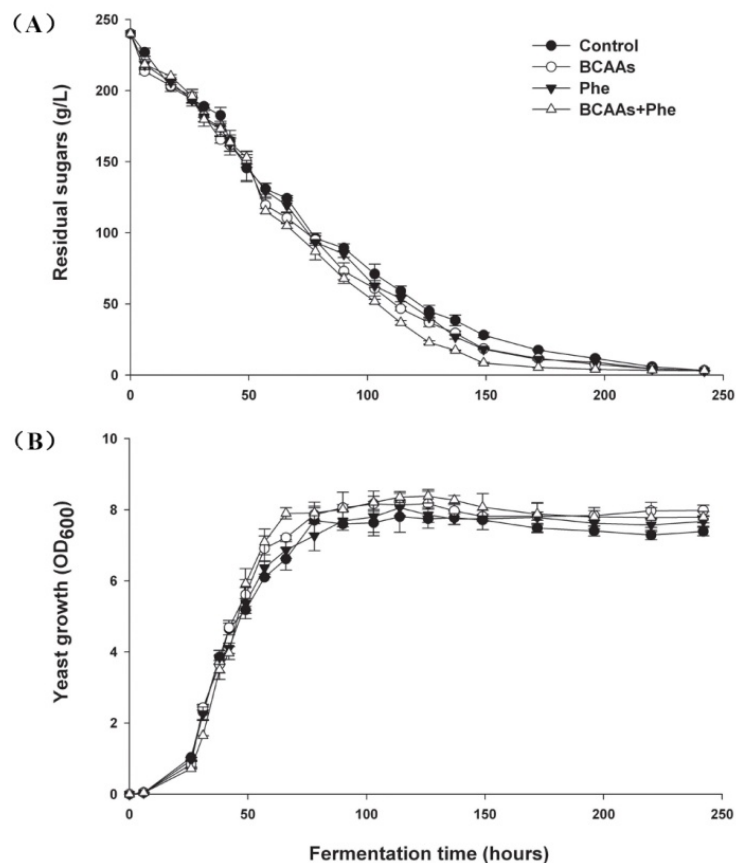 （A）
250
200
150
100
50
0
Residual sugars (g/L)
Control
BCAAs
Phe
BCAAs+Phe
0 50 100 150 200 250
（B）
10
8
6
4
2
0
Yeast growth (OD600)
0 50 100 150 200 250
Fermentation time (hours)